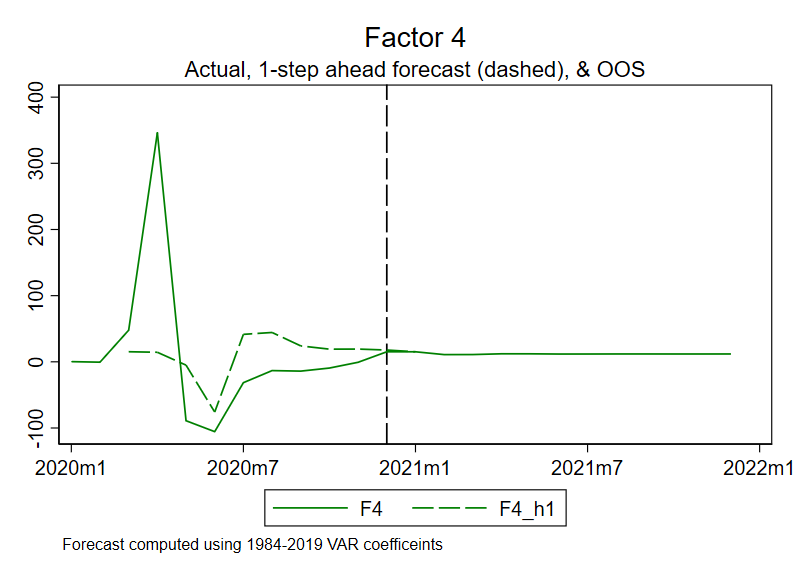 Factor 4
Actual, 1-step ahead forecast (dashed), & OOS
400
300
200
100
0
-100
2020m1 2020m7 2021m1 2021m7 2022m1
F4 F4_h1
Forecast computed using 1984-2019 VAR coefficeints